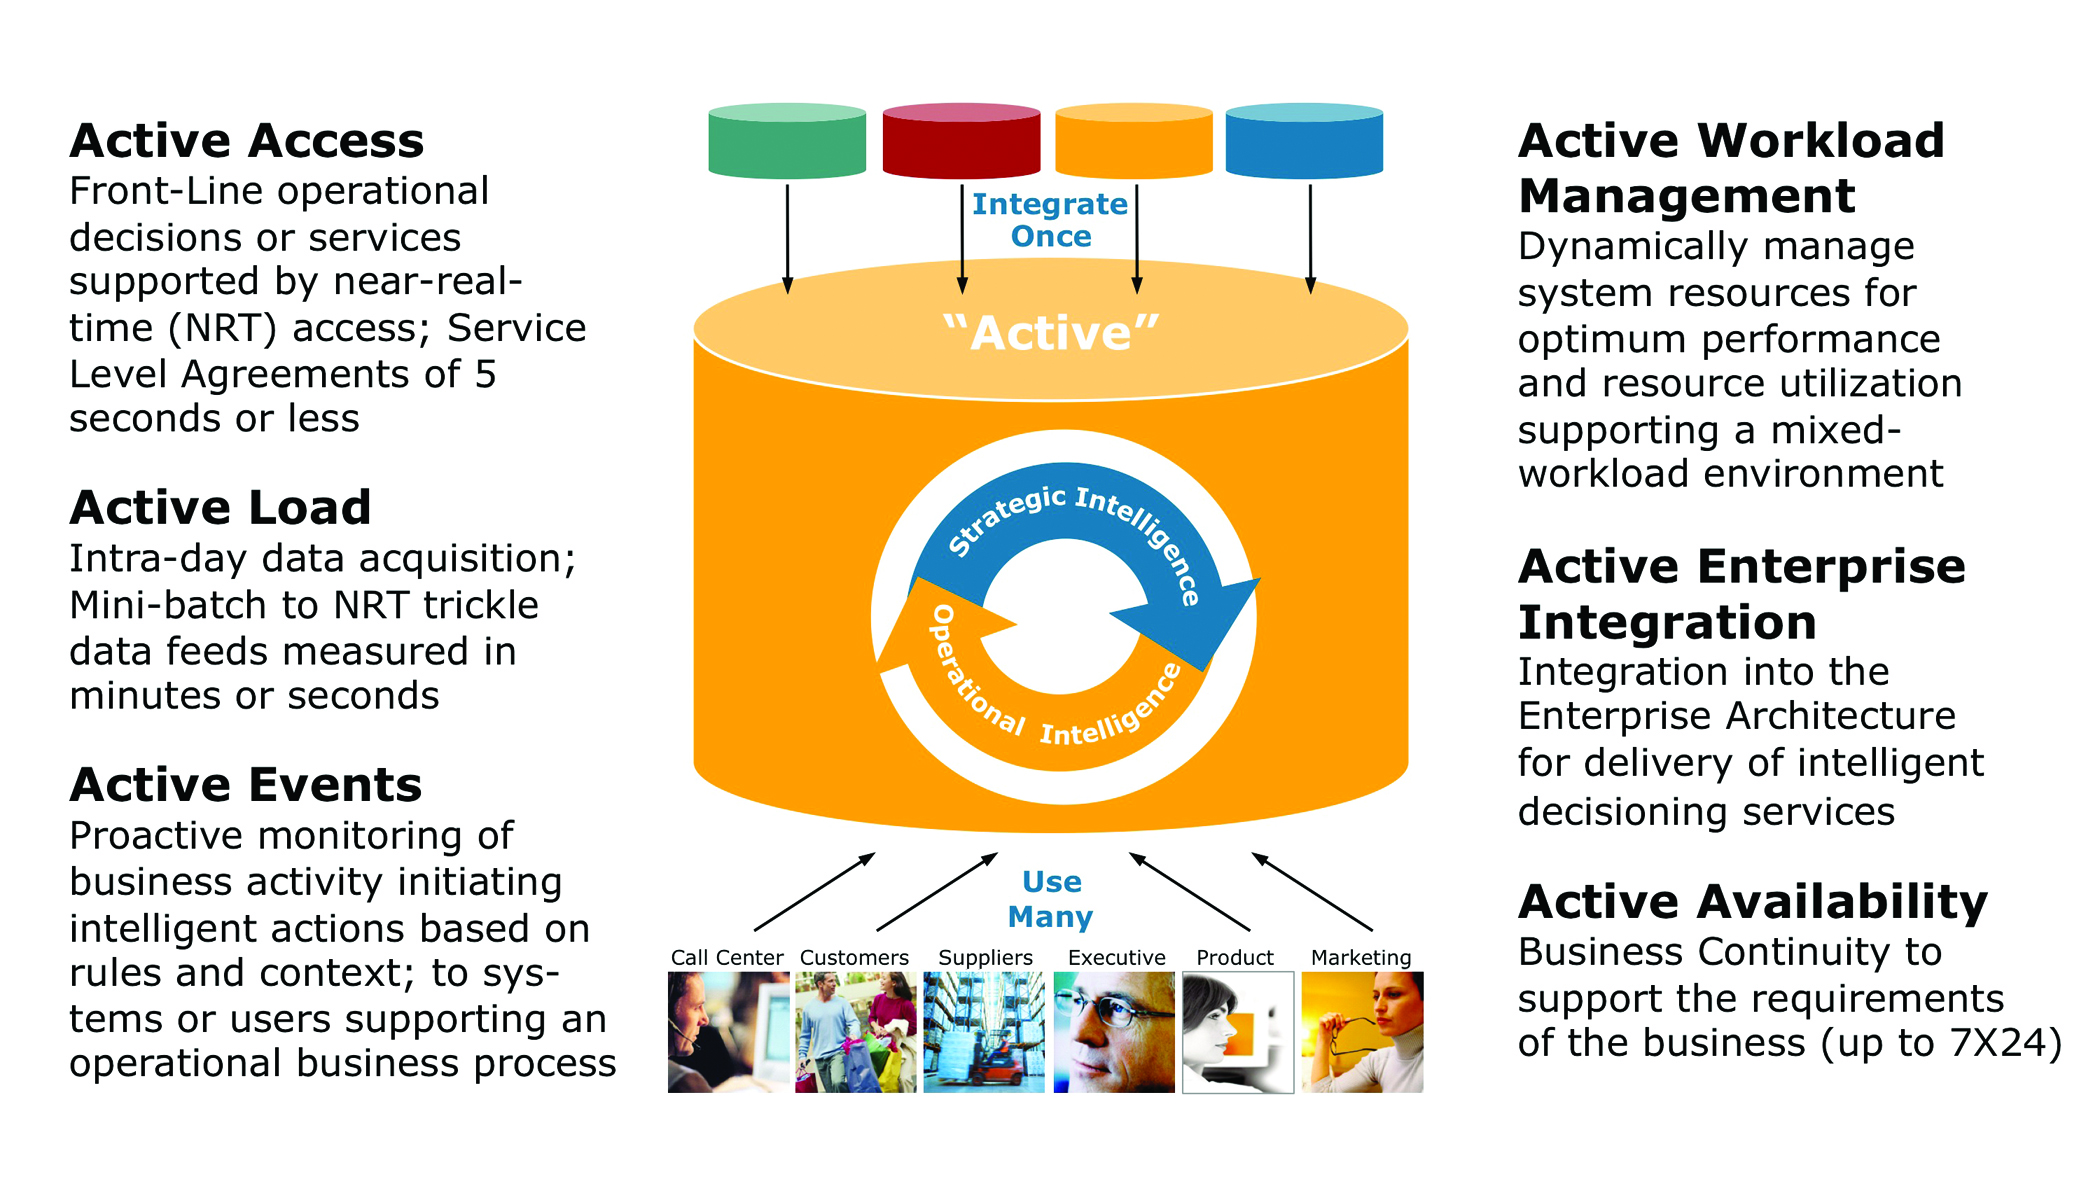 Active Access
Front-Line operational
decisions or services
supported by near-real-
time (NRT) access; Service
Level Agreements of 5
seconds or less
Active Load
Intra-day data acquisition;
Mini-batch to NRT trickle
data feeds measured in
minutes or seconds
Active Events
Proactive monitoring of
business activity initiating
intelligent actions based on
rules and context; to sys-
tems or users supporting an
operational business process
Integrate
Once
“Active”
Strategic Intelligence
Operational Intelligence
Use
Many
Call Center
Customers
Suppliers
Executive
Product
Marketing
Active Workload
Management
Dynamically manage
system resources for
optimum performance
and resource utilization
supporting a mixed-
workload environment
Active Enterprise
Integration
Integration into the
Enterprise Architecture
for delivery of intelligent
decisioning services
Active Availability
Business Continuity to
support the requirements
of the business (up to 7X24)